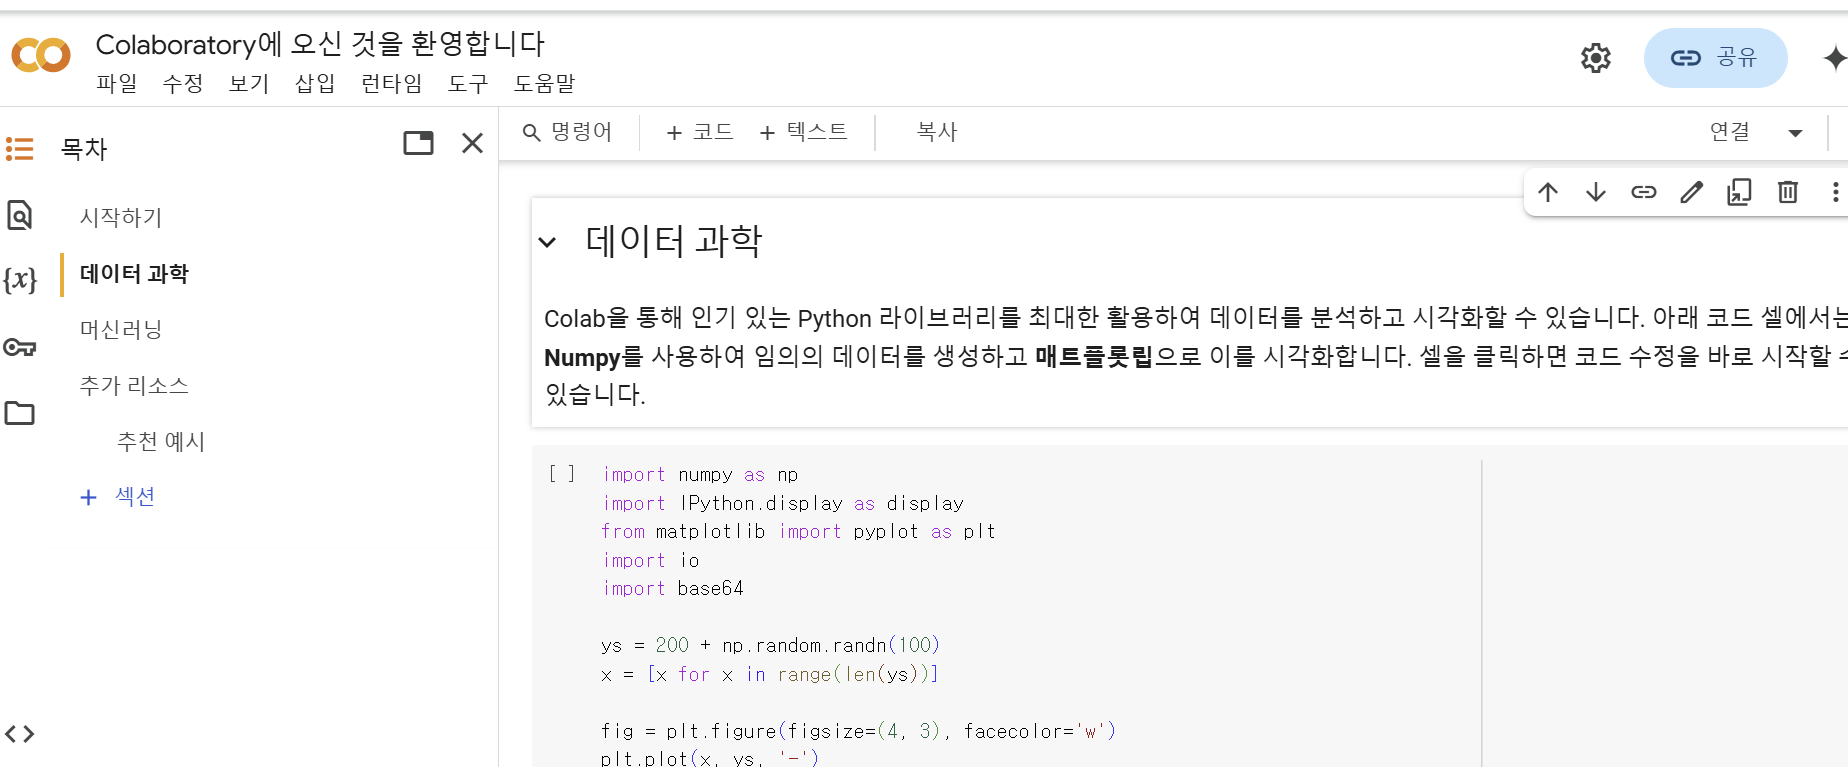 Colaboratory에 오신 것을 환영합니다
파일 수정 보기 삽입 런타임 도구 도움말
공유
목차
명령어 + 코드 + 텍스트 복사 연결
시작하기
데이터 과학
머신러닝
추가 리소스
추천 예시
+ 섹션
{x}
데이터 과학
Colab을 통해 인기 있는 Python 라이브러리를 최대한 활용하여 데이터를 분석하고 시각화할 수 있습니다. 아래 코드 셀에서는
Numpy를 사용하여 임의의 데이터를 생성하고 매트플롯립으로 이를 시각화합니다. 셀을 클릭하면 코드 수정을 바로 시작할 수
있습니다.
[ ] import numpy as np
import IPython.display as display
from matplotlib import pyplot as plt
import io
import base64
ys = 200 + np.random.randn(100)
x = [x for x in range(len(ys))]
fig = plt.figure(figsize=(4, 3), facecolor='w')
plt.plot(x, ys, '-')